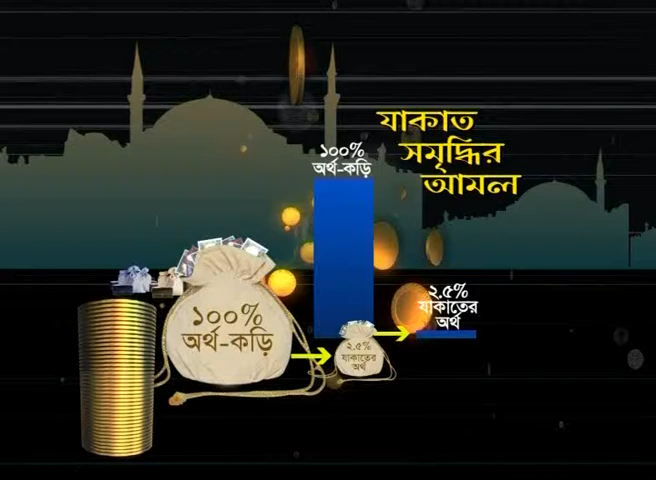 যাকাত
সমৃদ্ধির
আমল
১০০%
অর্থ-কড়ি
১০০%
অর্থ-কড়ি
২.৫%
যাকাতের
অর্থ
২.৫%
যাকাতের
অর্থ